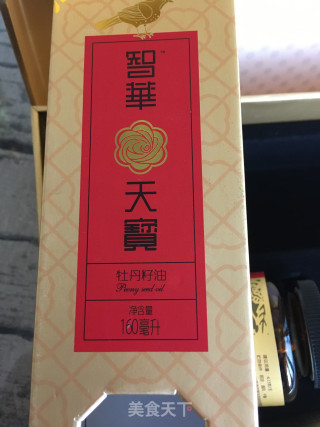 智華
天寶
牡丹籽油
Peony seed oil
净含量
160毫升
美食天下